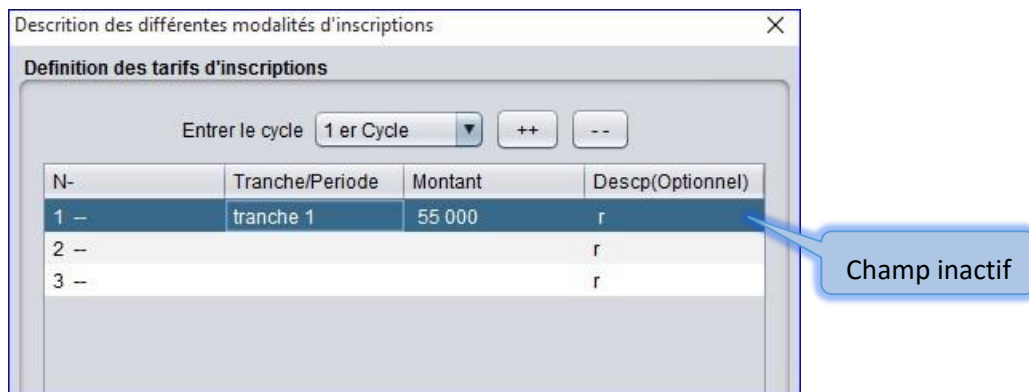 Descrition des différentes modalités d'inscriptions
Definition des tarifs d'inscriptions
Entrer le cycle 1 er Cycle ++ --
N- Tranche/Periode Montant Descp(Optionnel)
1 -- tranche 1 55 000 r
2 -- r
3 -- r
Champ inactif